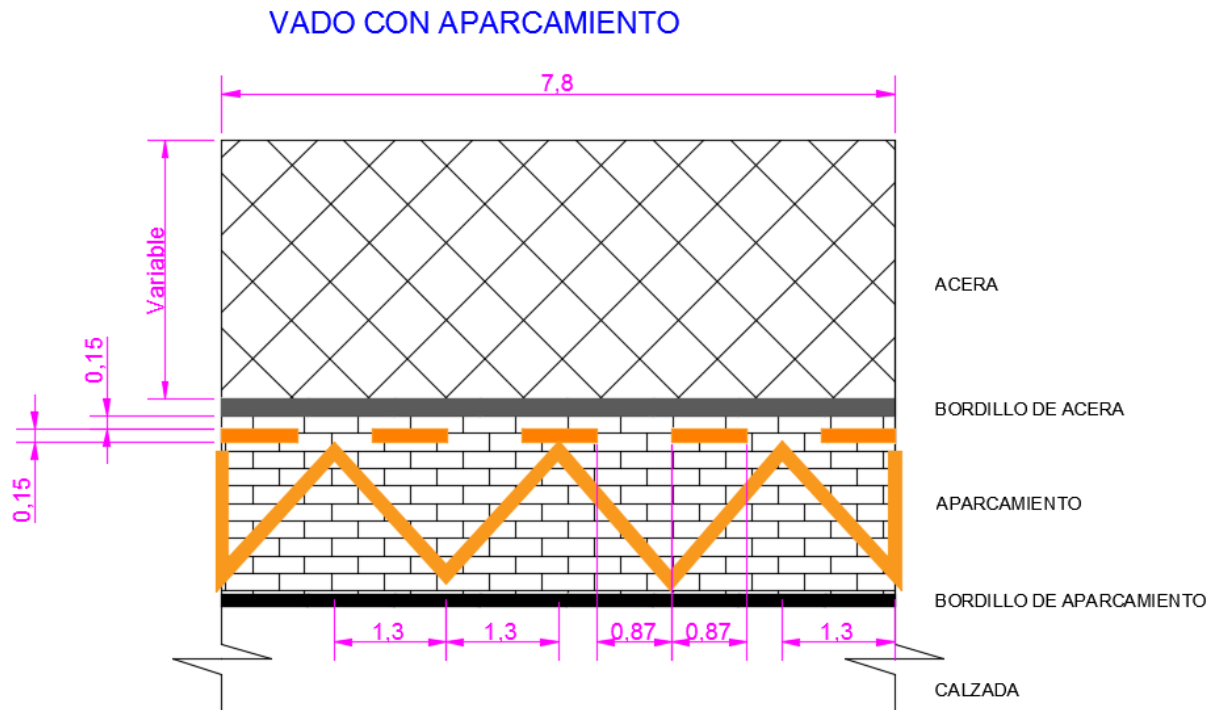 VADO CON APARCAMIENTO
7,8
Variable
ACERA
0,15
BORDILLO DE ACERA
0,15
APARCAMIENTO
BORDILLO DE APARCAMIENTO
1,3
1,3
0,87
0,87
1,3
CALZADA